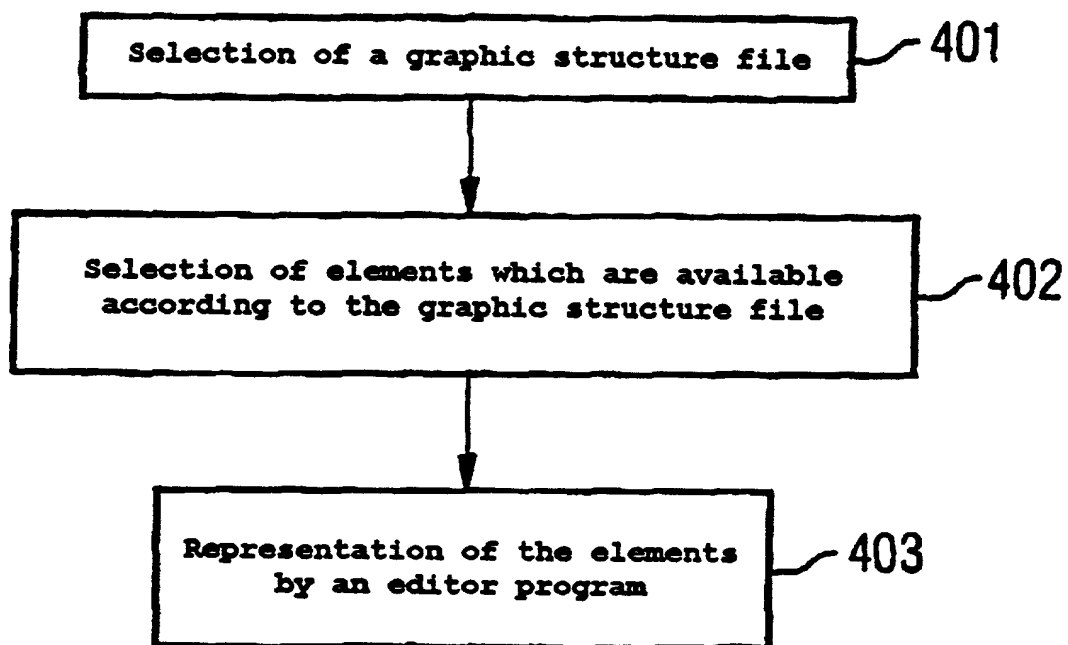 Selection of a graphic structure file
401
Selection of elements which are available
according to the graphic structure file
402
Representation of the elements
by an editor program
403